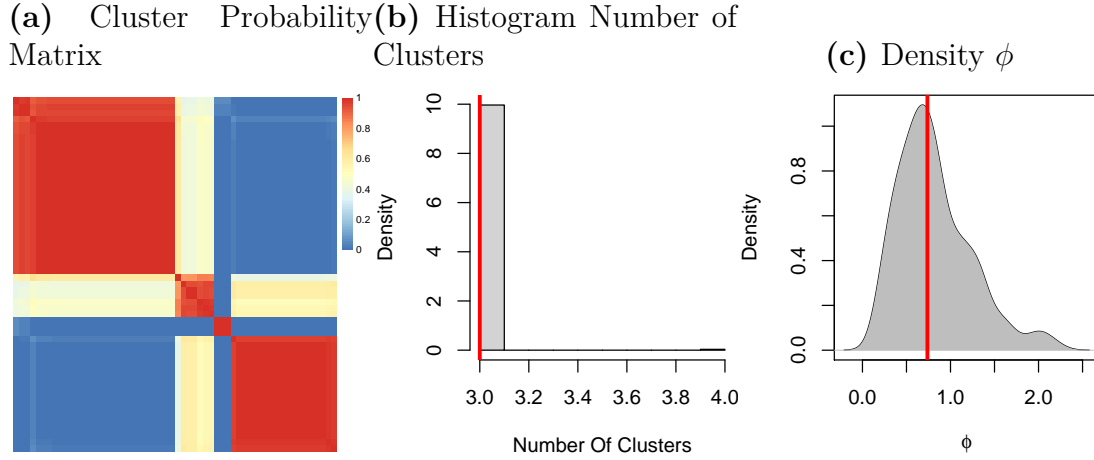 (a) Cluster Probability
Matrix
(b) Histogram Number of
Clusters
(c) Density ϕ
1
0.8
0.6
0.4
0.2
0
Density
10
8
6
4
2
0
3.0 3.2 3.4 3.6 3.8 4.0
Number Of Clusters
Density
0.8
0.4
0.0
0.0 1.0 2.0
ϕ